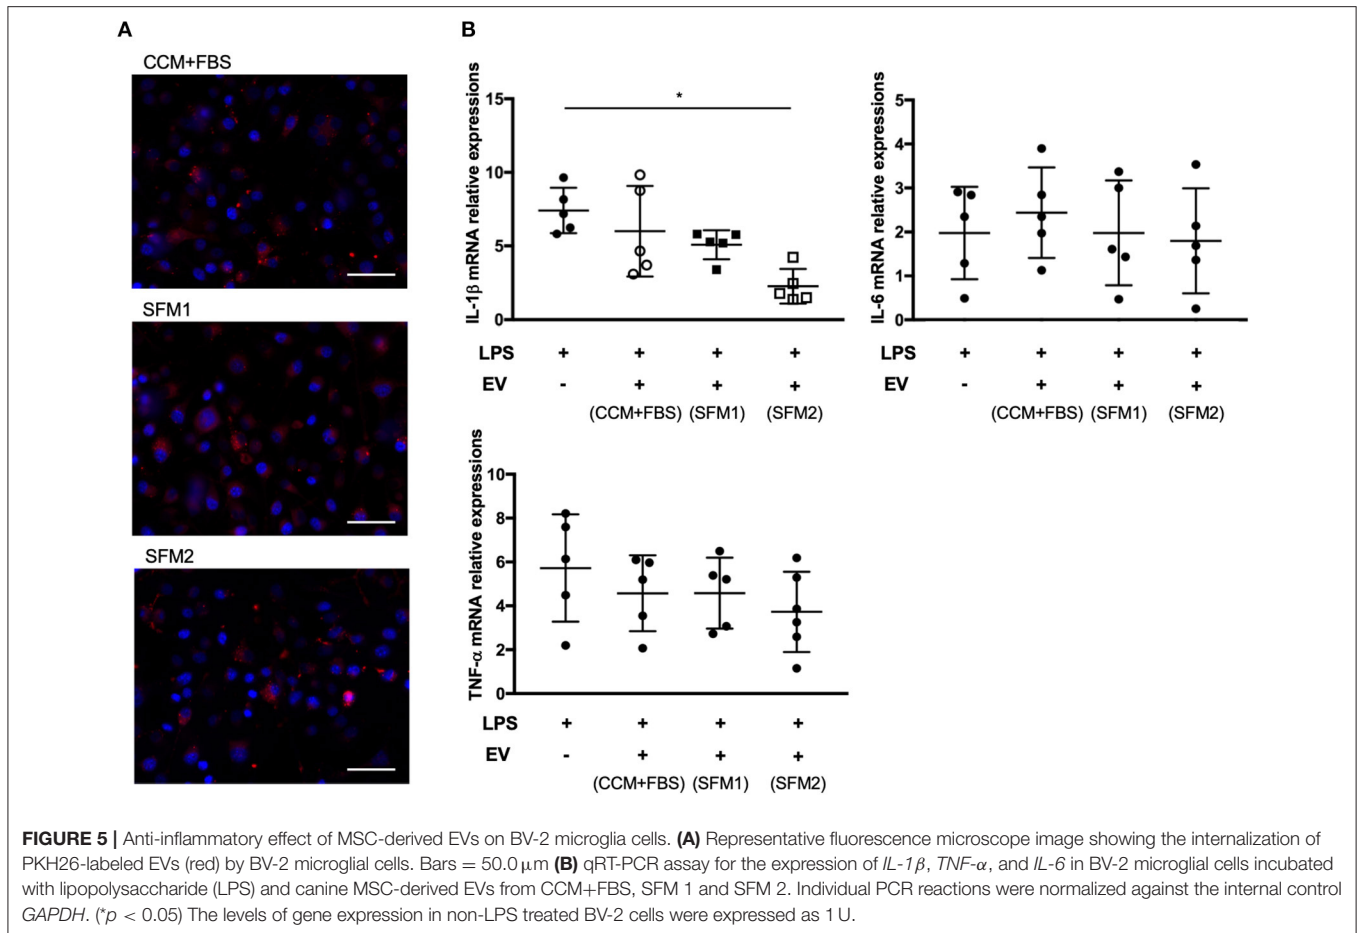 A
B
CCM+FBS
SFM1
SFM2
IL-1β mRNA relative expressions
15
10
5
0
*
LPS + + + +
EV - + + +
(CCM+FBS) (SFM1) (SFM2)
IL-6 mRNA relative expressions
5
4
3
2
1
0
LPS + + + +
EV - + + +
(CCM+FBS) (SFM1) (SFM2)
TNF-α mRNA relative expressions
10
8
6
4
2
0
LPS + + + +
EV - + + +
(CCM+FBS) (SFM1) (SFM2)
FIGURE 5 | Anti-inflammatory effect of MSC-derived EVs on BV-2 microglia cells. (A) Representative fluorescence microscope image showing the internalization of
PKH26-labeled EVs (red) by BV-2 microglial cells. Bars = 50.0 μm (B) qRT-PCR assay for the expression of IL-1β, TNF-α, and IL-6 in BV-2 microglial cells incubated
with lipopolysaccharide (LPS) and canine MSC-derived EVs from CCM+FBS, SFM 1 and SFM 2. Individual PCR reactions were normalized against the internal control
GAPDH. (*p < 0.05) The levels of gene expression in non-LPS treated BV-2 cells were expressed as 1 U.